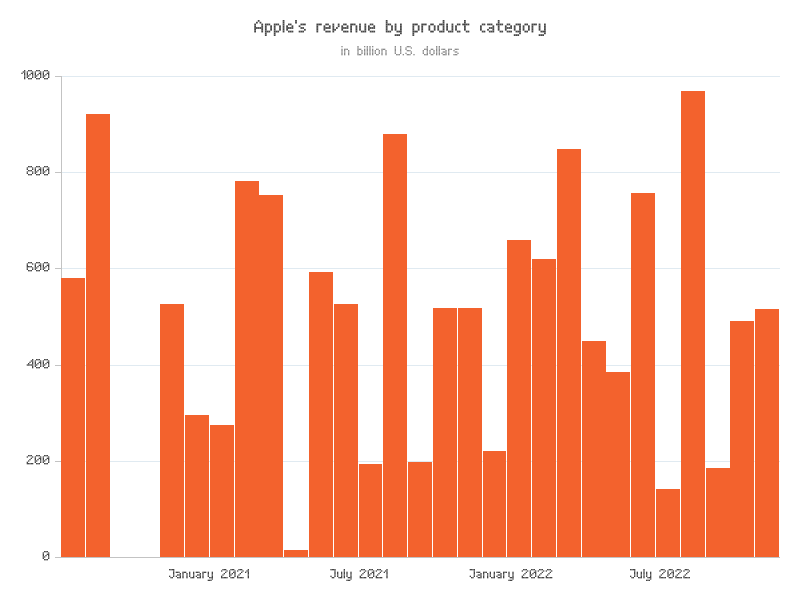 Apple's revenue by product category
in billion U.S. dollars
1000
800
600
400
200
0
January 2021
July 2021
January 2022
July 2022